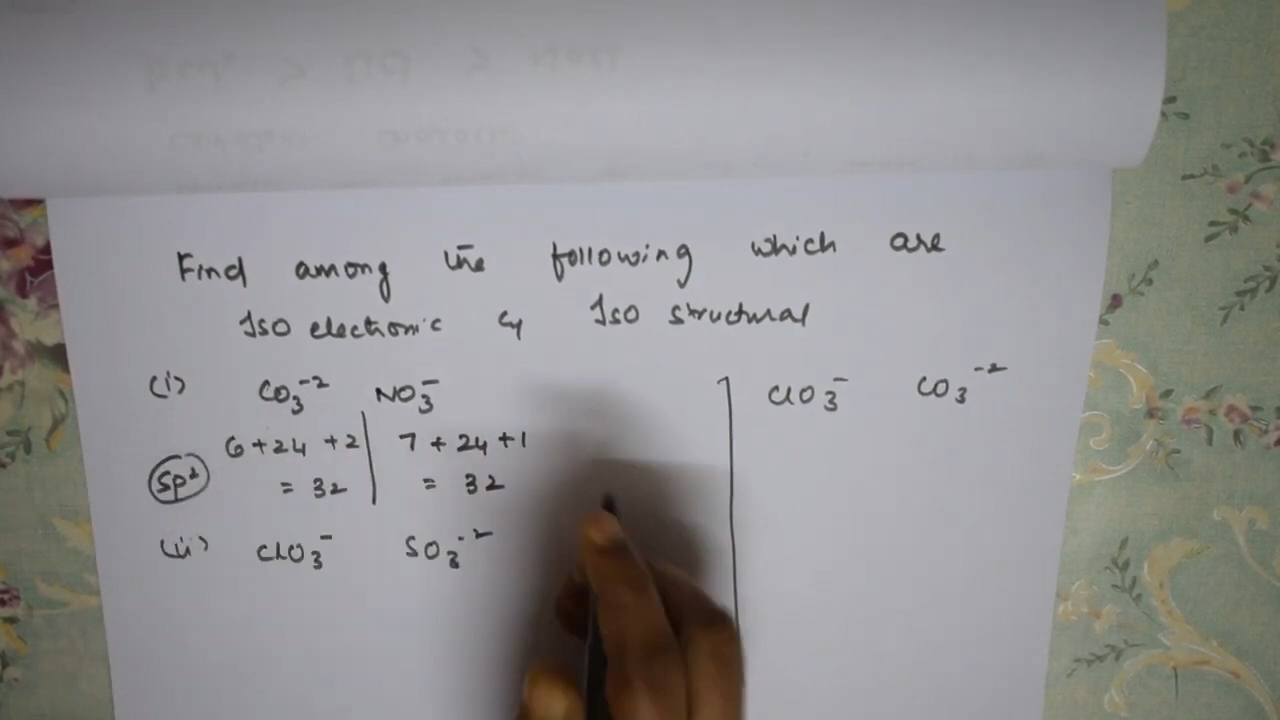 Find among the following which are
Iso electronic & Iso structural
(i) CO₃⁻² NO₃⁻
6+24+2 | 7+24+1
sp²
= 32 | = 32
(ii) ClO₃⁻ SO₃⁻²
ClO₃⁻ CO₃⁻²